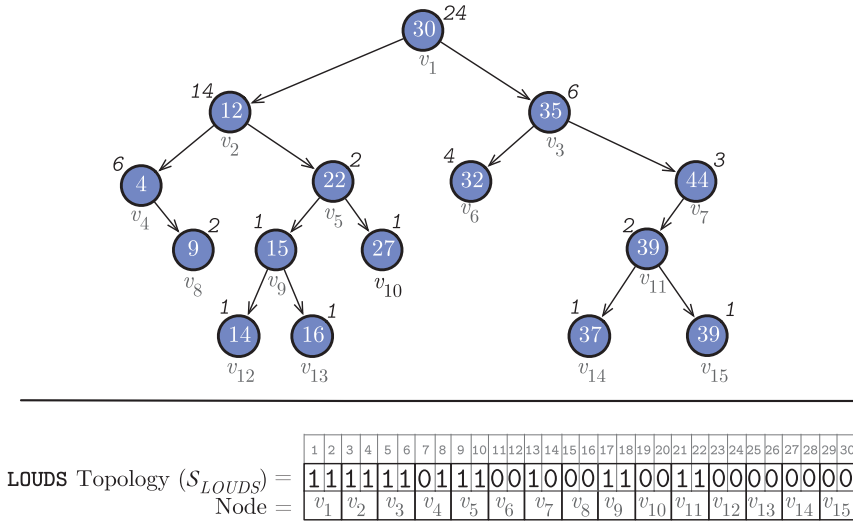 24
30
v1
14 12 35 6
v2 v3
6 4 22 2 4 32 44 3
v4 v5 v6 v7
9 2 1 15 27 1 2 39
v8 v9 v10 v11
1 14 16 1 1 37 39 1
v12 v13 v14 v15
1 2 3 4 5 6 7 8 9 10 11 12 13 14 15 16 17 18 19 20 21 22 23 24 25 26 27 28 29 30
LOUDS Topology (S_LOUDS) = 1 1 1 1 1 1 0 1 1 1 0 0 1 0 0 0 1 1 0 0 1 1 0 0 0 0 0 0 0 0
Node = v1 v2 v3 v4 v5 v6 v7 v8 v9 v10 v11 v12 v13 v14 v15